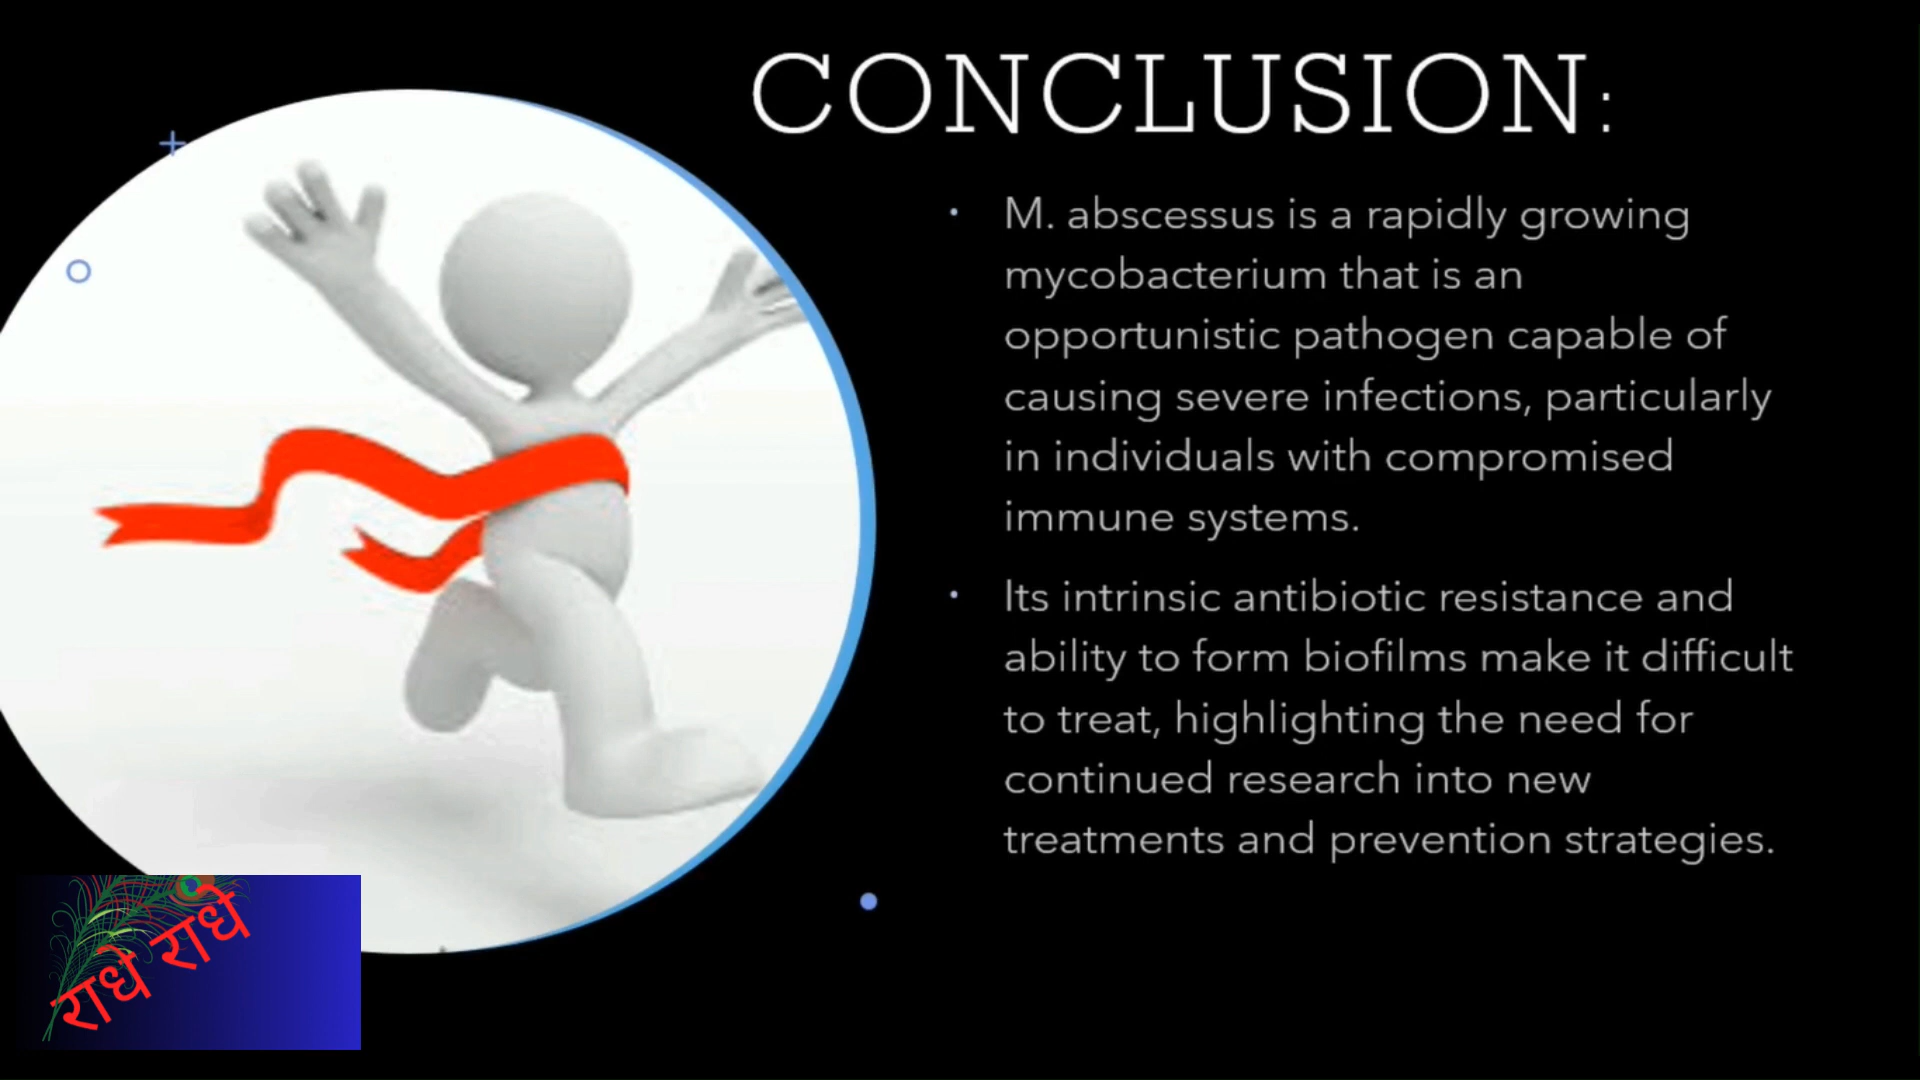 CONCLUSION:
• M. abscessus is a rapidly growing
mycobacterium that is an
opportunistic pathogen capable of
causing severe infections, particularly
in individuals with compromised
immune systems.
• Its intrinsic antibiotic resistance and
ability to form biofilms make it difficult
to treat, highlighting the need for
continued research into new
treatments and prevention strategies.
राधे राधे